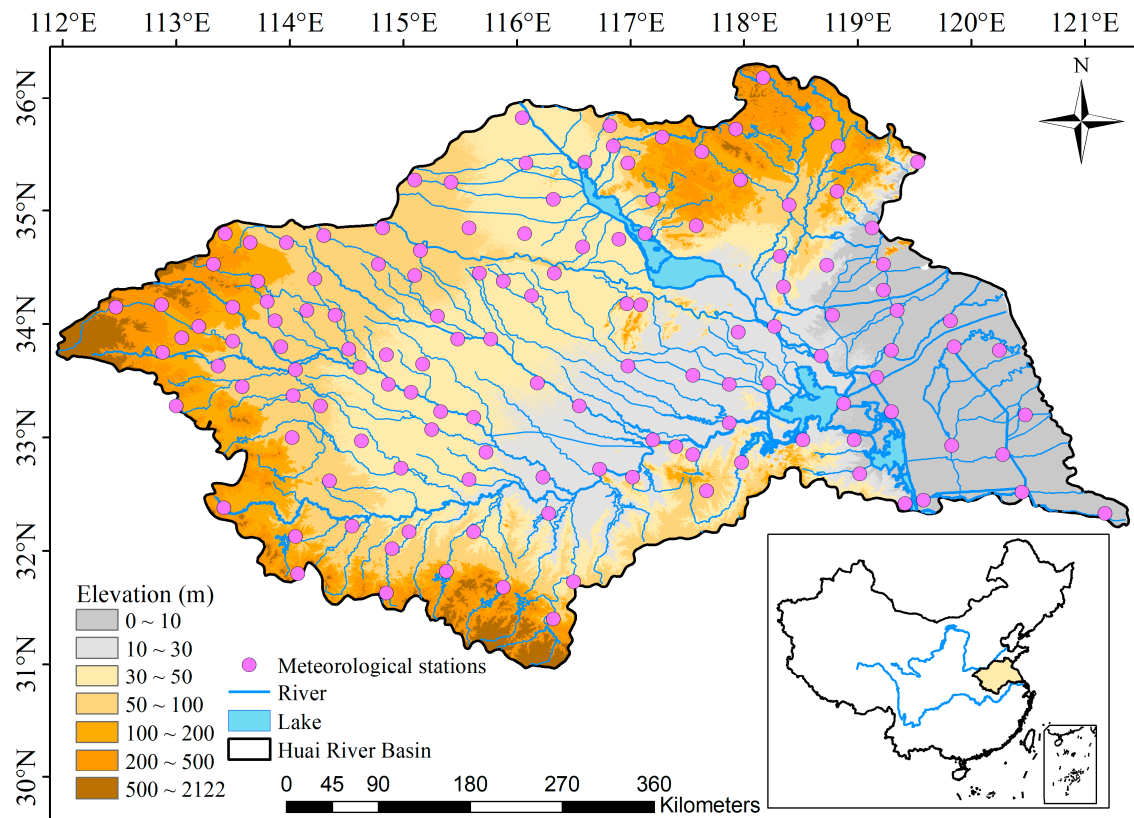 112°E 113°E 114°E 115°E 116°E 117°E 118°E 119°E 120°E 121°E
N
36°N
35°N
34°N
33°N
32°N
31°N
30°N
Elevation (m)
0 ~ 10
10 ~ 30
30 ~ 50
50 ~ 100
100 ~ 200
200 ~ 500
500 ~ 2122
Meteorological stations
River
Lake
Huai River Basin
0 45 90 180 270 360
Kilometers